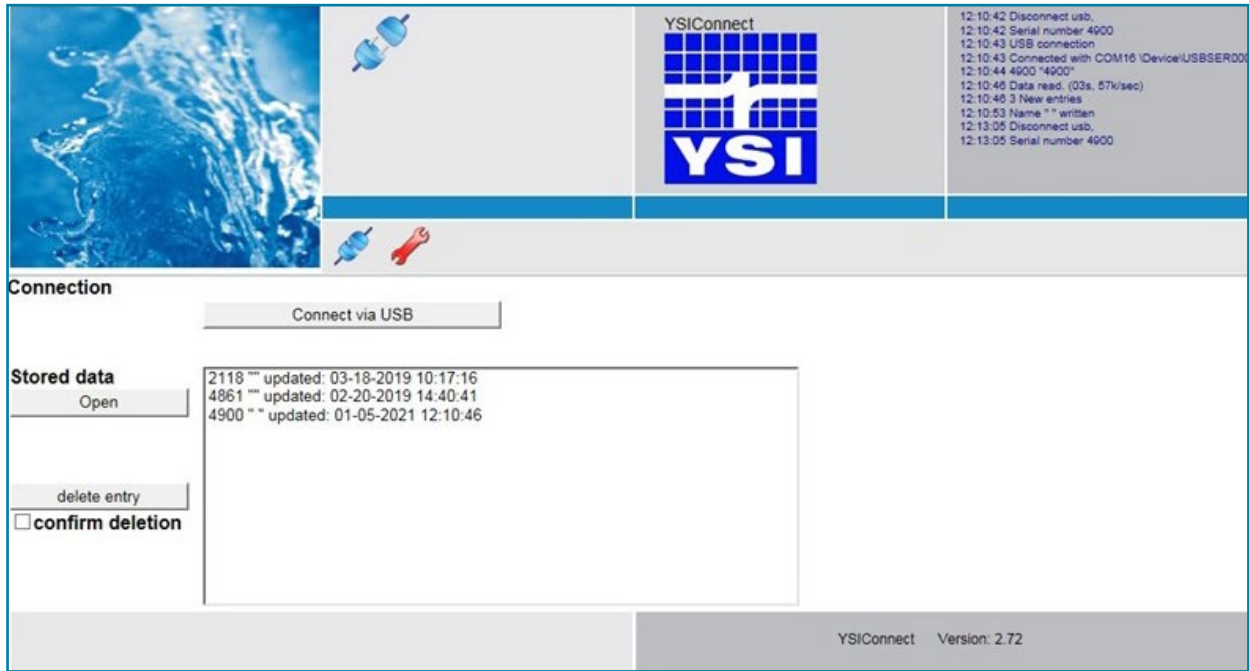 YSIConnect
YSI
12:10:42 Disconnect usb,
12:10:42 Serial number 4900
12:10:43 USB connection
12:10:43 Connected with COM16 \Device\USBSER000
12:10:44 4900 "4900"
12:10:46 Data read. (03s, 57k/sec)
12:10:46 3 New entries
12:10:53 Name " " written
12:13:05 Disconnect usb,
12:13:05 Serial number 4900
Connection
Connect via USB
Stored data
Open
2118 "" updated: 03-18-2019 10:17:16
4861 "" updated: 02-20-2019 14:40:41
4900 " " updated: 01-05-2021 12:10:46
delete entry
confirm deletion
YSIConnect Version: 2.72